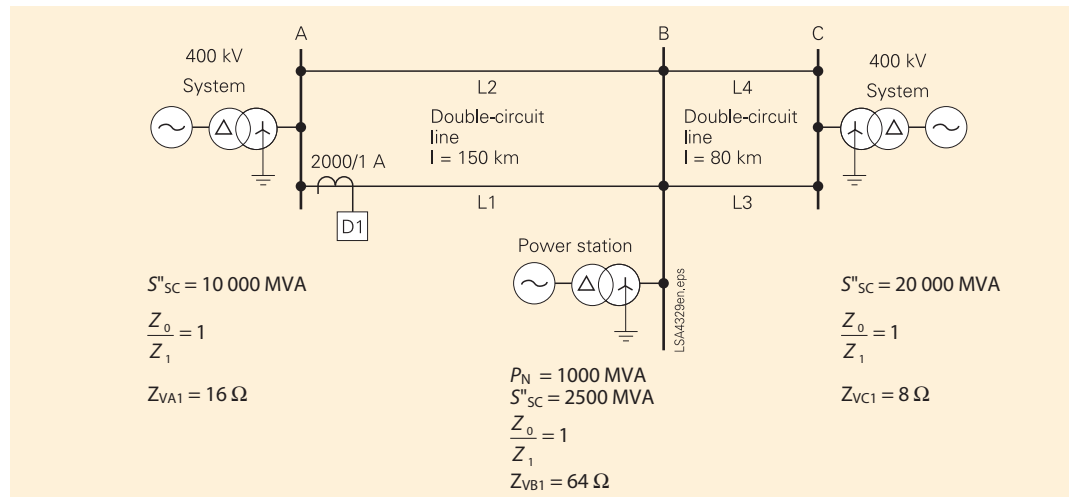 A
B
C
400 kV
System
400 kV
System
L2
L4
Double-circuit
line
l = 150 km
Double-circuit
line
l = 80 km
2000/1 A
L1
L3
D1
Power station
LSA4329en.eps
S"SC = 10 000 MVA
Z0
Z1
= 1
ZVA1 = 16 Ω
PN = 1000 MVA
S"SC = 2500 MVA
Z0
Z1
= 1
ZVB1 = 64 Ω
S"SC = 20 000 MVA
Z0
Z1
= 1
ZVC1 = 8 Ω